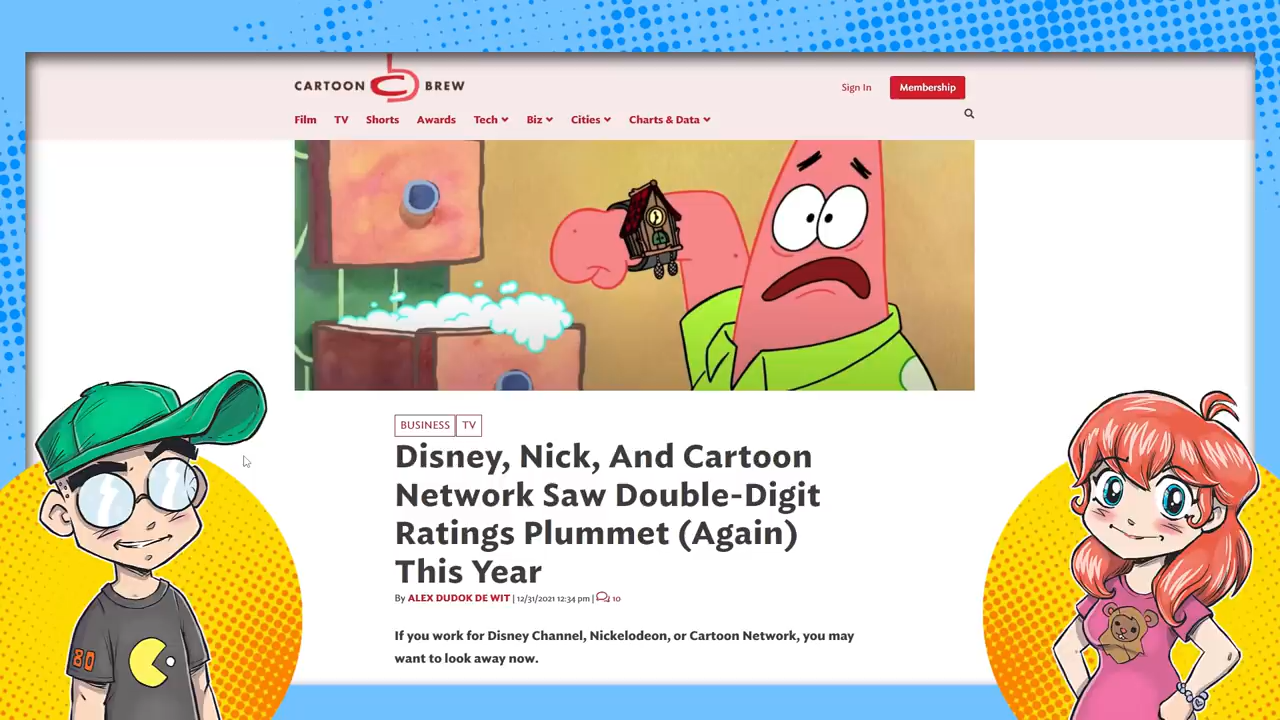 CARTOON BREW
Sign In
Membership
Film TV Shorts Awards Tech Biz Cities Charts & Data
BUSINESS TV
Disney, Nick, And Cartoon
Network Saw Double-Digit
Ratings Plummet (Again)
This Year
By ALEX DUDOK DE WIT | 12/31/2021 12:34 pm | 10
If you work for Disney Channel, Nickelodeon, or Cartoon Network, you may
want to look away now.
80